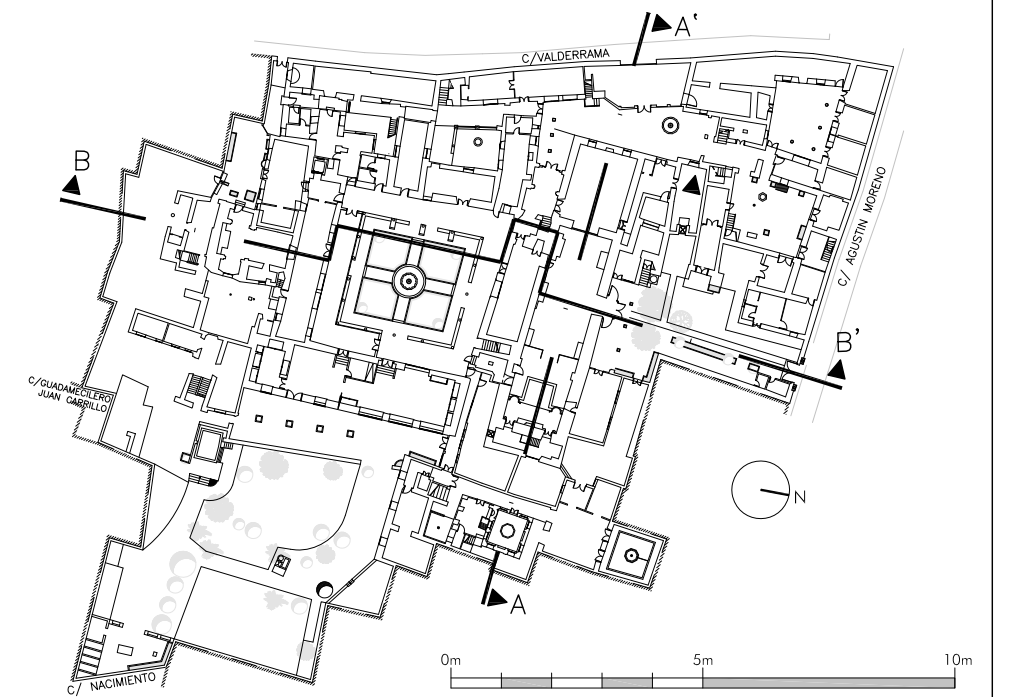 A'
C/VALDERRAMA
B
C/ AGUSTIN MORENO
B'
C/GUADAMECILERO
JUAN CARRILLO
N
A
0m 5m 10m
C/ NACIMIENTO